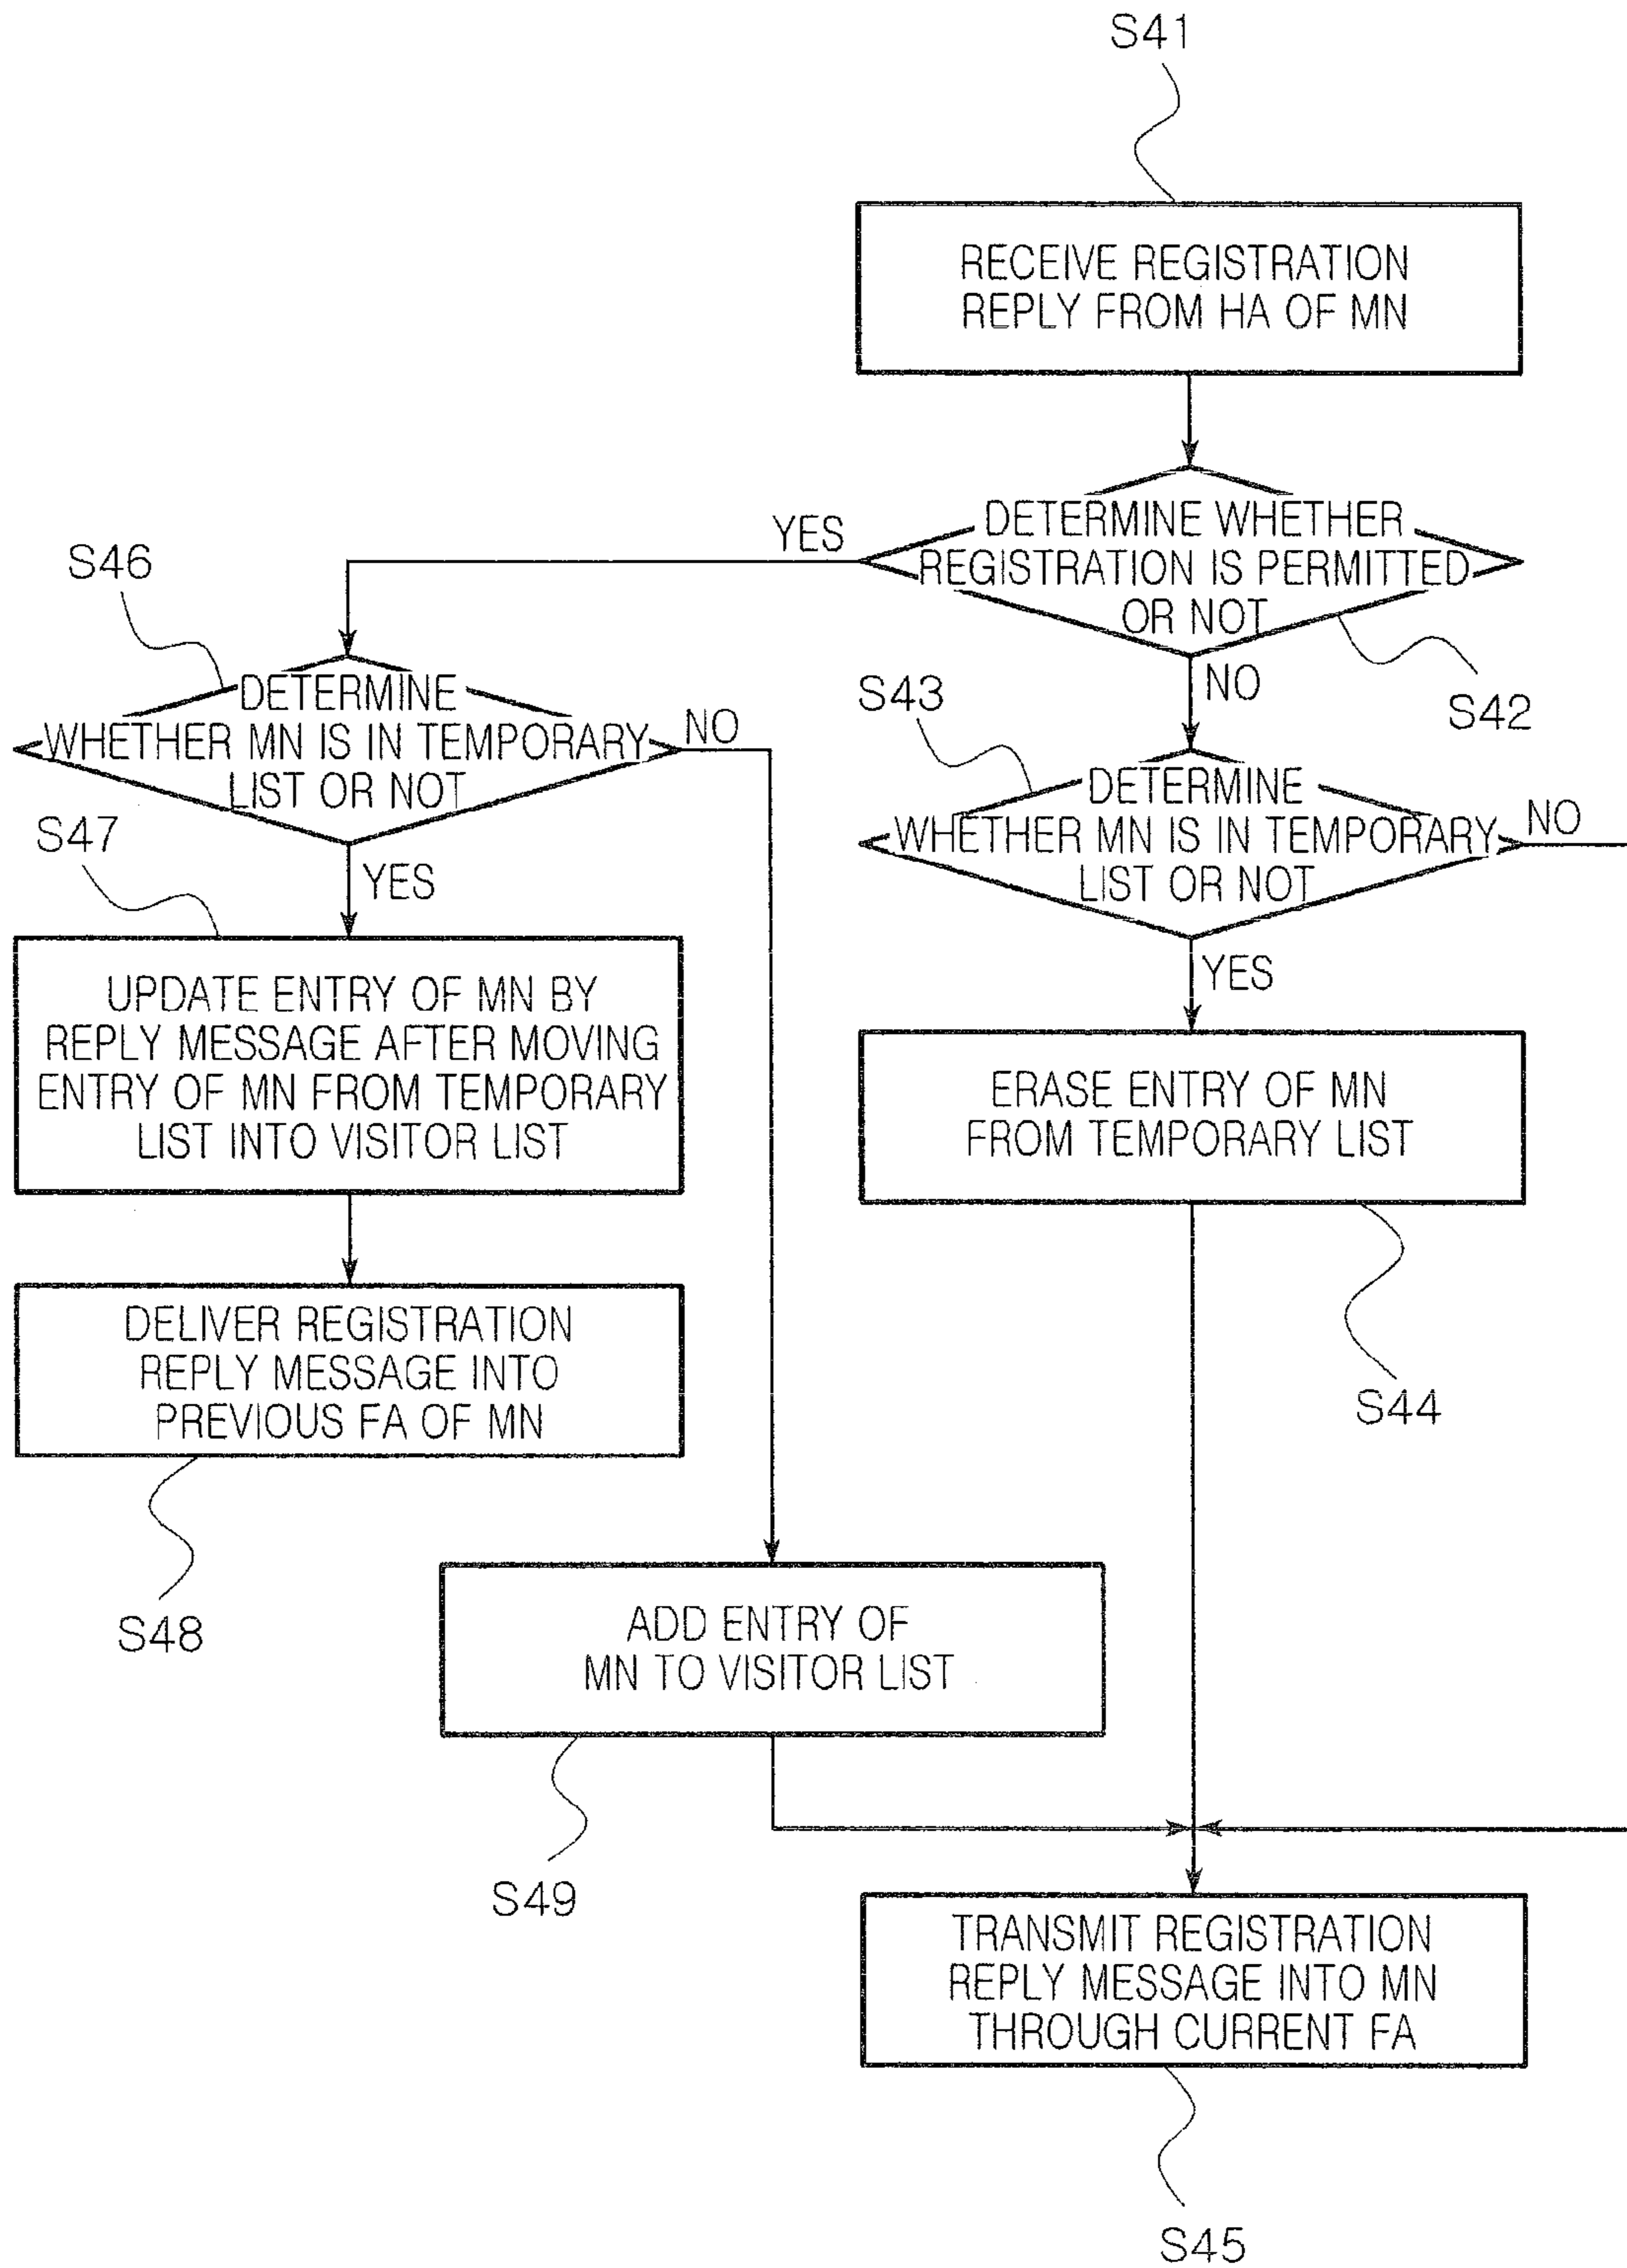 S41
RECEIVE REGISTRATION
REPLY FROM HA OF MN
YES
DETERMINE WHETHER
REGISTRATION IS PERMITTED
OR NOT
S42
NO
S46
DETERMINE
WHETHER MN IS IN TEMPORARY
LIST OR NOT
NO
S43
DETERMINE
WHETHER MN IS IN TEMPORARY
LIST OR NOT
NO
S47
YES
UPDATE ENTRY OF MN BY
REPLY MESSAGE AFTER MOVING
ENTRY OF MN FROM TEMPORARY
LIST INTO VISITOR LIST
YES
ERASE ENTRY OF MN
FROM TEMPORARY LIST
S44
DELIVER REGISTRATION
REPLY MESSAGE INTO
PREVIOUS FA OF MN
S48
ADD ENTRY OF
MN TO VISITOR LIST
S49
TRANSMIT REGISTRATION
REPLY MESSAGE INTO MN
THROUGH CURRENT FA
S45